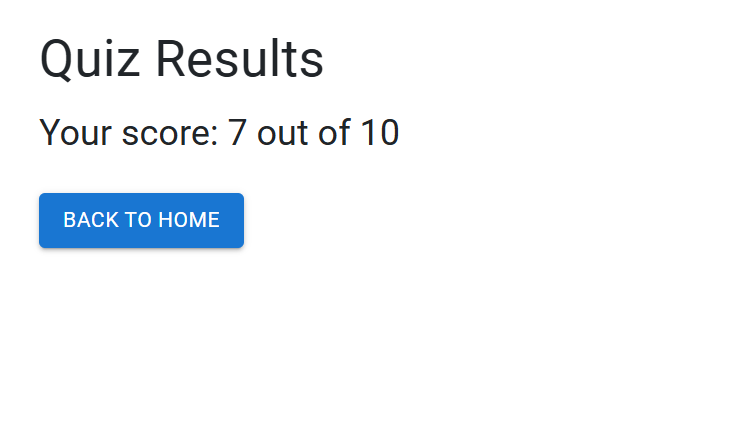 Quiz Results
Your score: 7 out of 10
BACK TO HOME